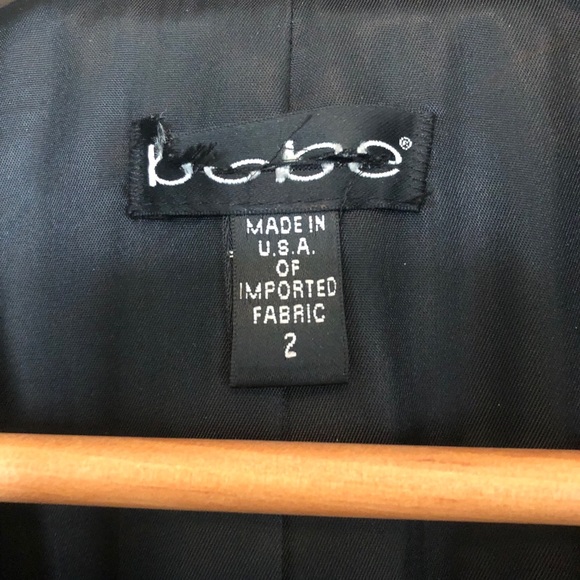 bebe®
MADE IN
U.S.A.
OF
IMPORTED
FABRIC
2